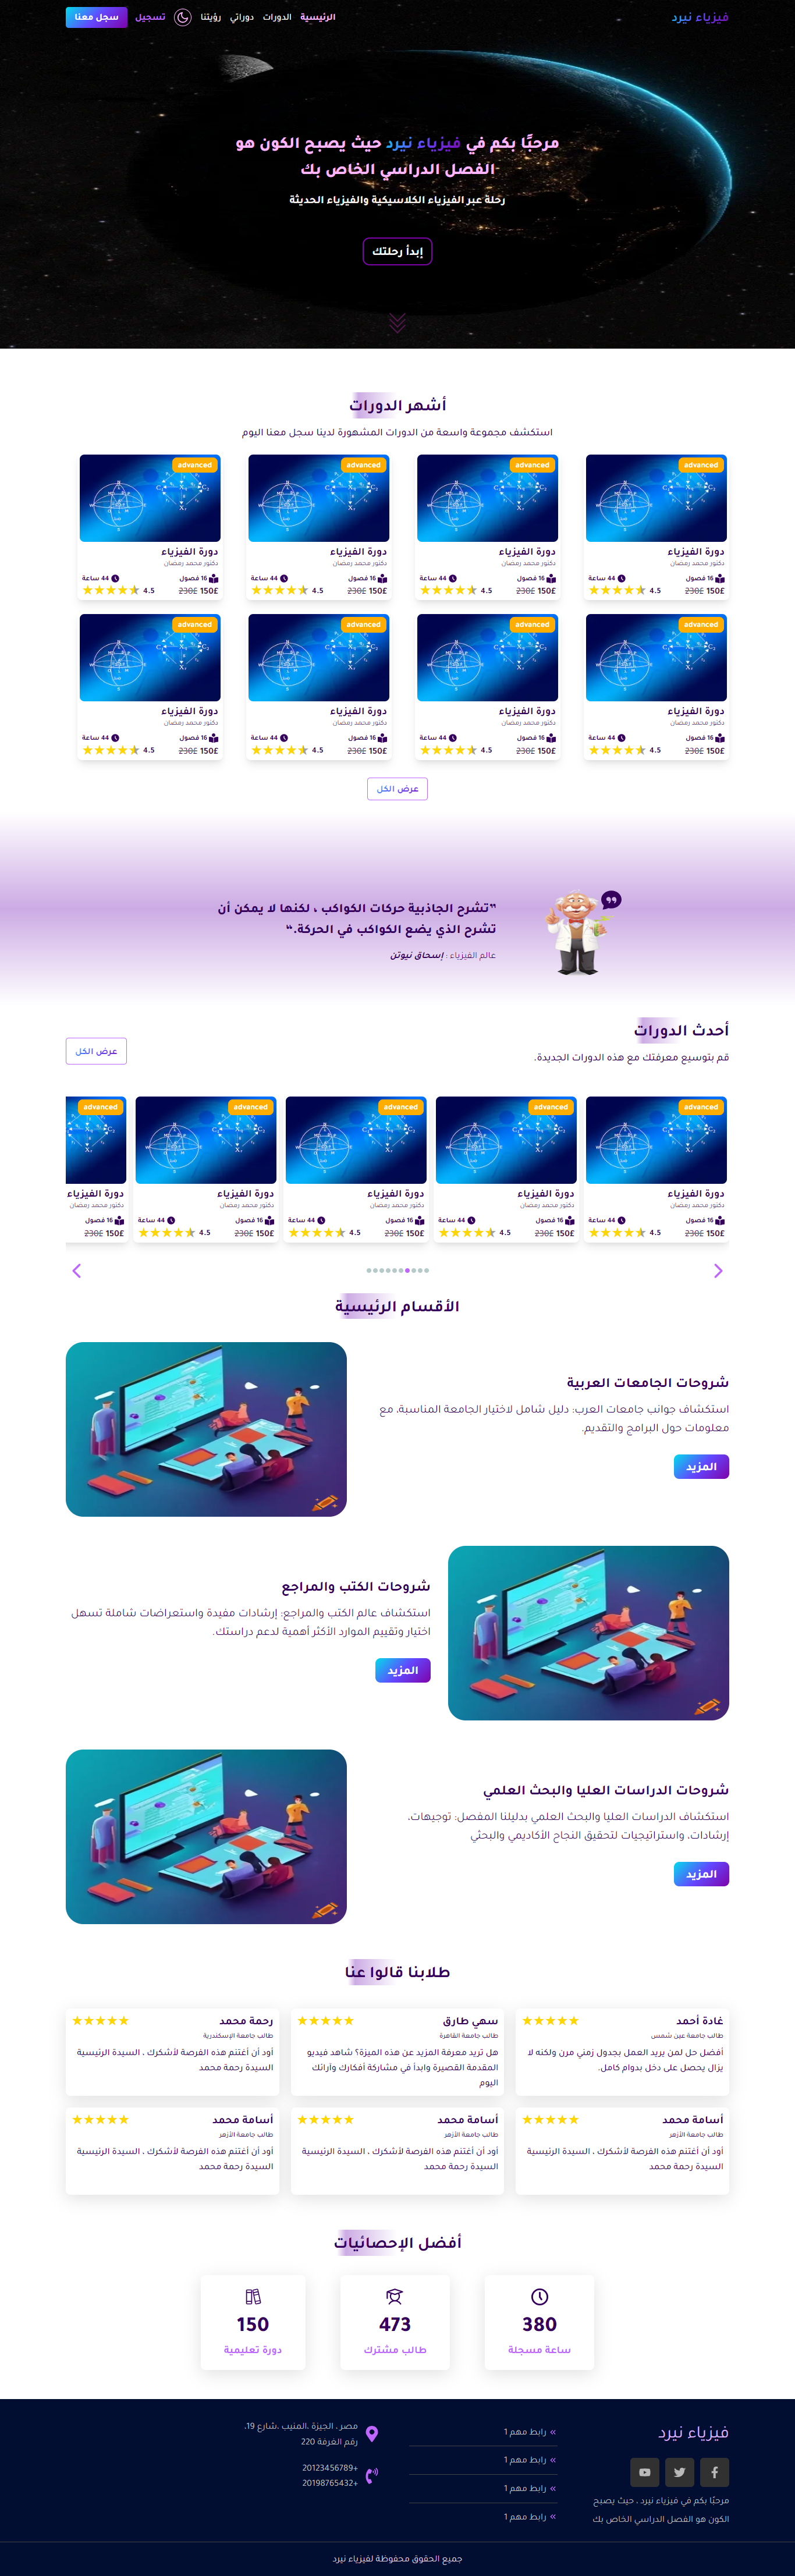 فيزياء نيرد
الرئيسية
الدورات
دوراتي
رؤيتنا
تسجيل
سجل معنا
مرحبًا بكم في فيزياء نيرد حيث يصبح الكون هو
الفصل الدراسي الخاص بك
رحلة عبر الفيزياء الكلاسيكية والفيزياء الحديثة
إبدأ رحلتك
أشهر الدورات
استكشف مجموعة واسعة من الدورات المشهورة لدينا سجل معنا اليوم
advanced
دورة الفيزياء
دكتور محمد رمضان
16 فصول
44 ساعة
150£ 230£
4.5
advanced
دورة الفيزياء
دكتور محمد رمضان
16 فصول
44 ساعة
150£ 230£
4.5
advanced
دورة الفيزياء
دكتور محمد رمضان
16 فصول
44 ساعة
150£ 230£
4.5
advanced
دورة الفيزياء
دكتور محمد رمضان
16 فصول
44 ساعة
150£ 230£
4.5
advanced
دورة الفيزياء
دكتور محمد رمضان
16 فصول
44 ساعة
150£ 230£
4.5
advanced
دورة الفيزياء
دكتور محمد رمضان
16 فصول
44 ساعة
150£ 230£
4.5
advanced
دورة الفيزياء
دكتور محمد رمضان
16 فصول
44 ساعة
150£ 230£
4.5
advanced
دورة الفيزياء
دكتور محمد رمضان
16 فصول
44 ساعة
150£ 230£
4.5
عرض الكل
”تشرح الجاذبية حركات الكواكب ، لكنها لا يمكن أن
تشرح الذي يضع الكواكب في الحركة.“
عالم الفيزياء : إسحاق نيوتن
أحدث الدورات
قم بتوسيع معرفتك مع هذه الدورات الجديدة.
عرض الكل
advanced
دورة الفيزياء
دكتور محمد رمضان
16 فصول
44 ساعة
150£ 230£
4.5
advanced
دورة الفيزياء
دكتور محمد رمضان
16 فصول
44 ساعة
150£ 230£
4.5
advanced
دورة الفيزياء
دكتور محمد رمضان
16 فصول
44 ساعة
150£ 230£
4.5
advanced
دورة الفيزياء
دكتور محمد رمضان
16 فصول
44 ساعة
150£ 230£
4.5
advanced
دورة الفيزياء
دكتور محمد رمضان
16 فصول
150£ 230£
الأقسام الرئيسية
شروحات الجامعات العربية
استكشاف جوانب جامعات العرب: دليل شامل لاختيار الجامعة المناسبة، مع
معلومات حول البرامج والتقديم.
المزيد
شروحات الكتب والمراجع
استكشاف عالم الكتب والمراجع: إرشادات مفيدة واستعراضات شاملة تسهل
اختيار وتقييم الموارد الأكثر أهمية لدعم دراستك.
المزيد
شروحات الدراسات العليا والبحث العلمي
استكشاف الدراسات العليا والبحث العلمي بدليلنا المفصل: توجيهات،
إرشادات، واستراتيجيات لتحقيق النجاح الأكاديمي والبحثي
المزيد
طلابنا قالوا عنا
غادة أحمد
طالب جامعة عين شمس
أفضل حل لمن يريد العمل بجدول زمني مرن ولكنه لا
يزال يحصل على دخل بدوام كامل.
سهي طارق
طالب جامعة القاهرة
هل تريد معرفة المزيد عن هذه الميزة؟ شاهد فيديو
المقدمة القصيرة وابدأ في مشاركة أفكارك وآرائك
اليوم
رحمة محمد
طالب جامعة الإسكندرية
أود أن أغتنم هذه الفرصة لأشكرك ، السيدة الرئيسية
السيدة رحمة محمد
أسامة محمد
طالب جامعة الأزهر
أود أن أغتنم هذه الفرصة لأشكرك ، السيدة الرئيسية
السيدة رحمة محمد
أسامة محمد
طالب جامعة الأزهر
أود أن أغتنم هذه الفرصة لأشكرك ، السيدة الرئيسية
السيدة رحمة محمد
أسامة محمد
طالب جامعة الأزهر
أود أن أغتنم هذه الفرصة لأشكرك ، السيدة الرئيسية
السيدة رحمة محمد
أفضل الإحصائيات
380
ساعة مسجلة
473
طالب مشترك
150
دورة تعليمية
فيزياء نيرد
مرحبًا بكم في فيزياء نيرد ، حيث يصبح
الكون هو الفصل الدراسي الخاص بك
» رابط مهم 1
» رابط مهم 1
» رابط مهم 1
» رابط مهم 1
مصر ، الجيزة ،المنيب ،شارع 19،
رقم الغرفة 220
+20123456789
+20198765432
جميع الحقوق محفوظة لفيزياء نيرد